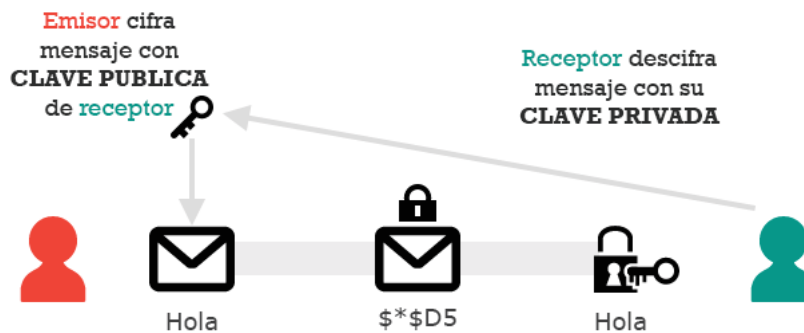 Emisor cifra
mensaje con
CLAVE PUBLICA
de receptor
Receptor descifra
mensaje con su
CLAVE PRIVADA
Hola
$*$D5
Hola